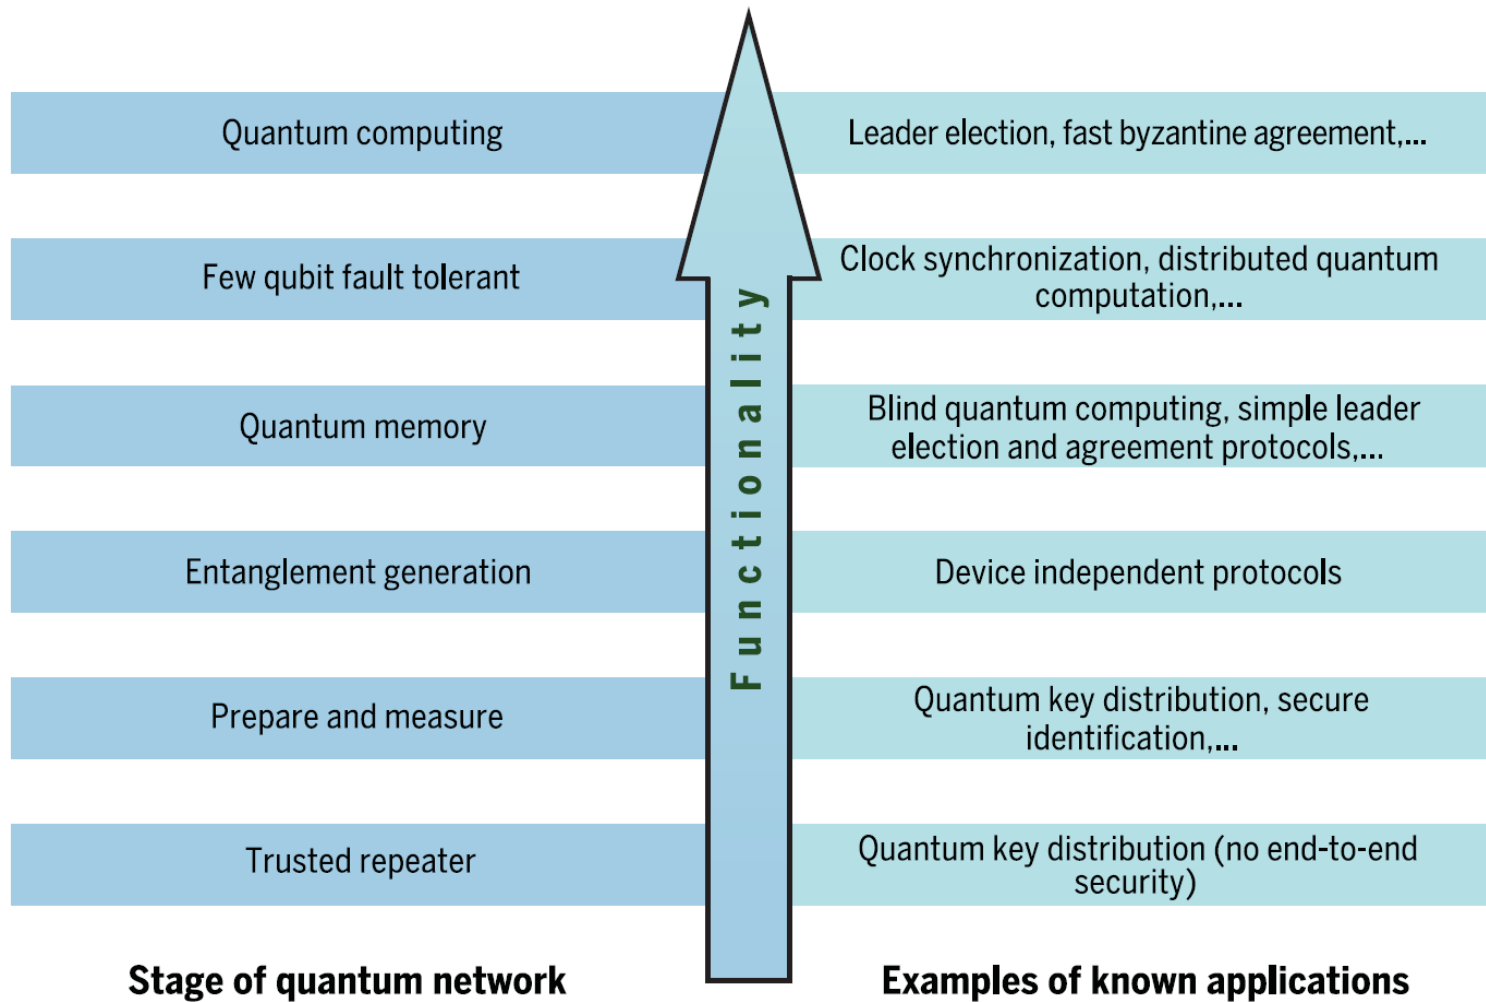 Quantum computing
Leader election, fast byzantine agreement,...
Few qubit fault tolerant
Clock synchronization, distributed quantum
computation,...
Quantum memory
Blind quantum computing, simple leader
election and agreement protocols,...
Entanglement generation
Device independent protocols
Prepare and measure
Quantum key distribution, secure
identification,...
Trusted repeater
Quantum key distribution (no end-to-end
security)
Functionality
Stage of quantum network
Examples of known applications